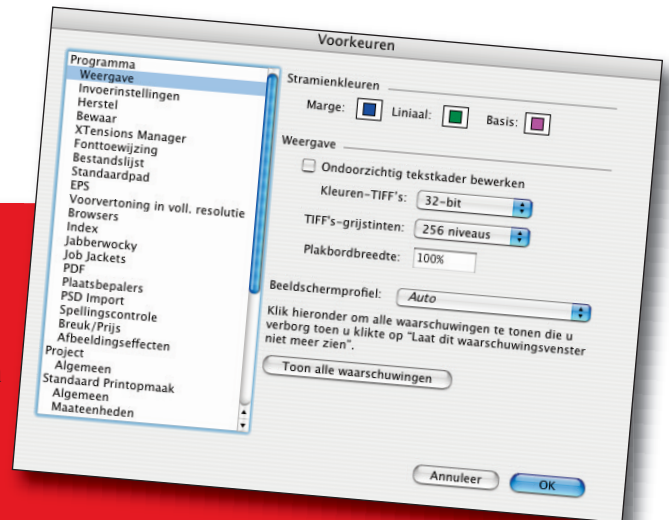 Voorkeuren
Programma
Weergave
Invoerinstellingen
Herstel
Bewaar
XTensions Manager
Fonttoewijzing
Bestandslijst
Standaardpad
EPS
Voorvertoning in voll. resolutie
Browsers
Index
Jabberwocky
Job Jackets
PDF
Plaatsbepalers
PSD Import
Spellingscontrole
Breuk/Prijs
Afbeeldingseffecten
Project
Algemeen
Standaard Printopmaak
Algemeen
Maateenheden
Stramienkleuren
Marge: Liniaal: Basis:
Weergave
Ondoorzichtig tekstkader bewerken
Kleuren-TIFF's: 32-bit
TIFF's-grijstinten: 256 niveaus
Plakbordbreedte: 100%
Beeldschermprofiel: Auto
Klik hieronder om alle waarschuwingen te tonen die u
verborg toen u klikte op "Laat dit waarschuwingsvenster
niet meer zien".
Toon alle waarschuwingen
Annuleer OK